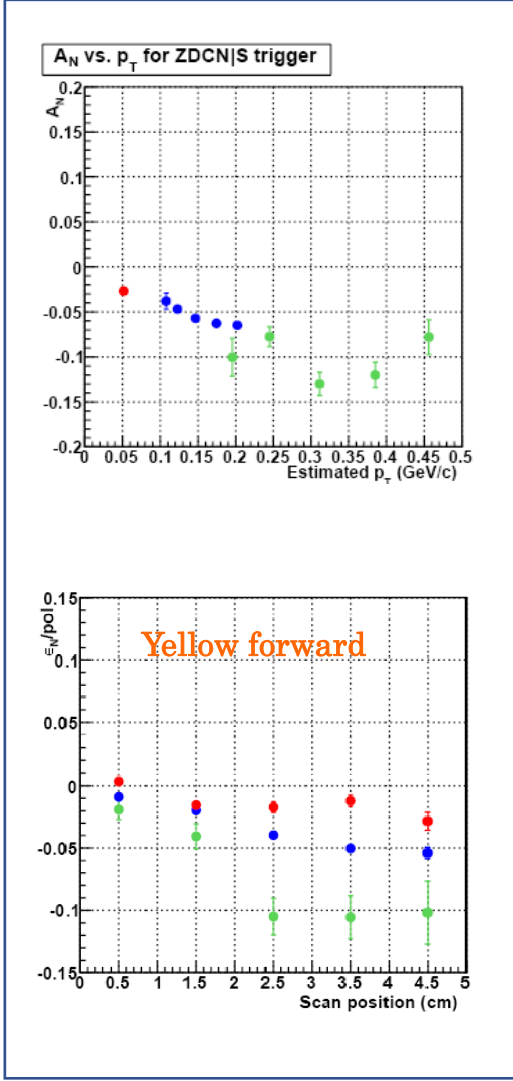 A_N vs. p_T for ZDCN|S trigger
A_N
0.2
0.15
0.1
0.05
0
-0.05
-0.1
-0.15
-0.2
0 0.05 0.1 0.15 0.2 0.25 0.3 0.35 0.4 0.45 0.5
Estimated p_T (GeV/c)
Yellow forward
ϵ_N/pol
0.15
0.1
0.05
0
-0.05
-0.1
-0.15
0 0.5 1 1.5 2 2.5 3 3.5 4 4.5 5
Scan position (cm)